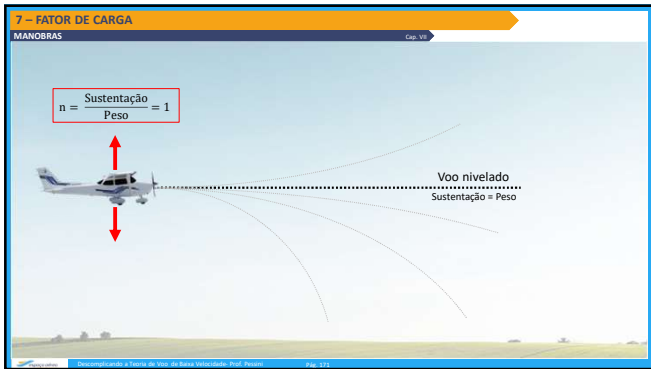 7 – FATOR DE CARGA
MANOBRAS
Cap. VII
n = Sustentação / Peso = 1
Voo nivelado
Sustentação = Peso
Descomplicando a Teoria de Voo de Baixa Velocidade- Prof. Pessini
Pág. 171